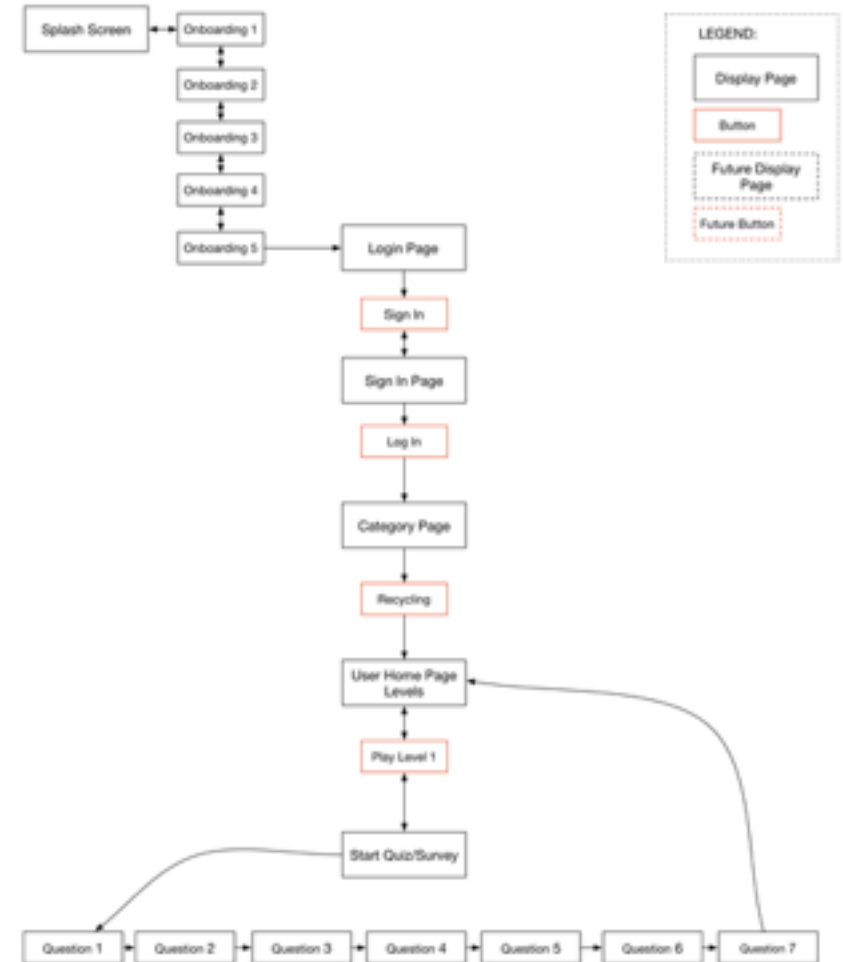 Splash Screen
Onboarding 1
Onboarding 2
Onboarding 3
Onboarding 4
Onboarding 5
LEGEND:
Display Page
Button
Future Display
Page
Future Button
Login Page
Sign In
Sign In Page
Log In
Category Page
Recycling
User Home Page
Levels
Play Level 1
Start Quiz/Survey
Question 1
Question 2
Question 3
Question 4
Question 5
Question 6
Question 7